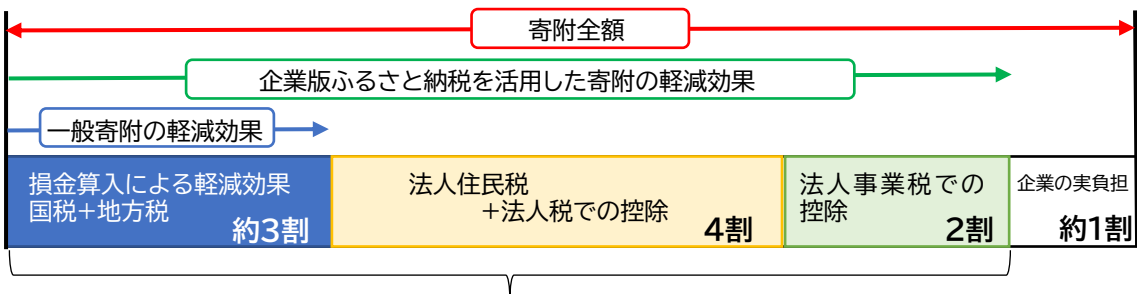 寄附全額
企業版ふるさと納税を活用した寄附の軽減効果
一般寄附の軽減効果
損金算入による軽減効果
国税+地方税
約3割
法人住民税
+法人税での控除
4割
法人事業税での
控除
2割
企業の実負担
約1割